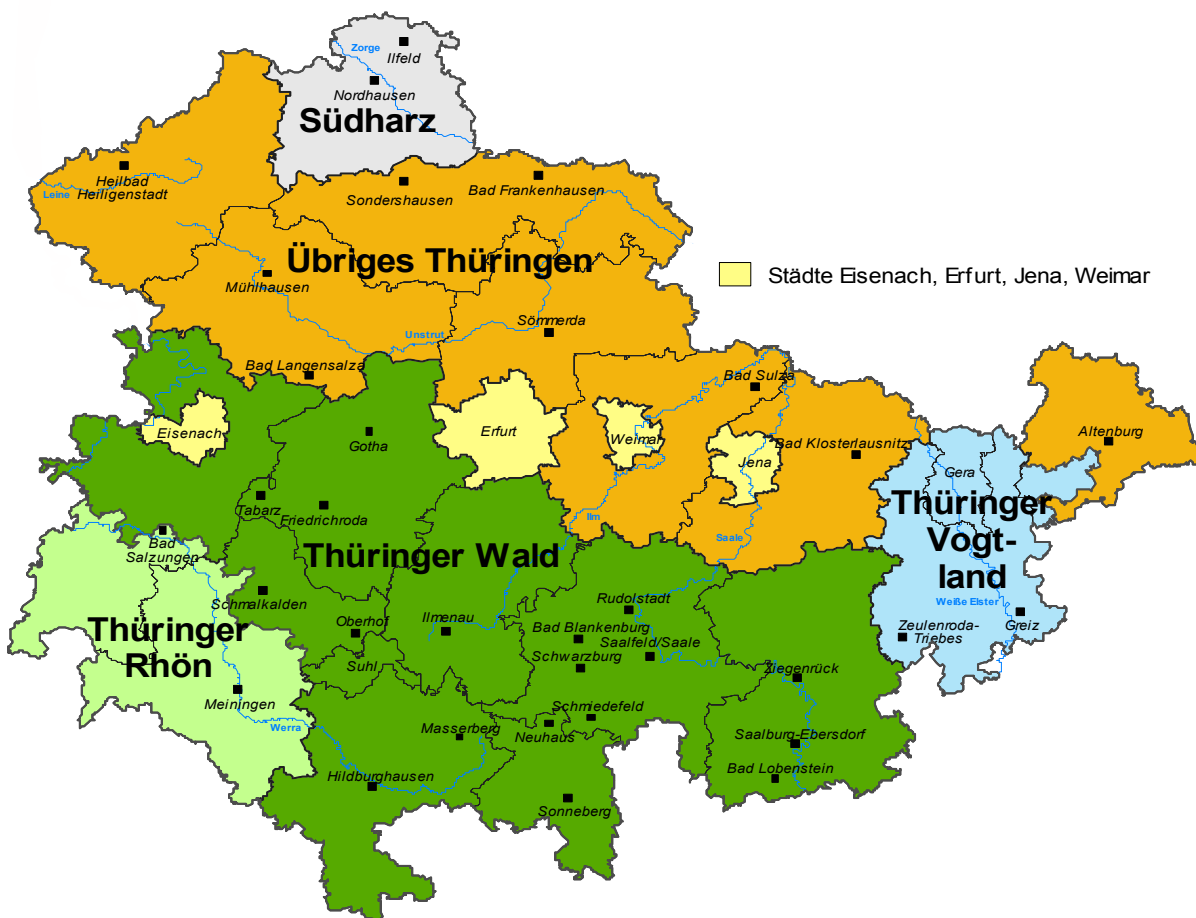 Zorge
Ilfeld
Nordhausen
Südharz
Heilbad
Heiligenstadt
Leine
Sondershausen
Bad Frankenhausen
Übriges Thüringen
Mühlhausen
Städte Eisenach, Erfurt, Jena, Weimar
Sömmerda
Unstrut
Bad Langensalza
Bad Sulza
Eisenach
Gotha
Erfurt
Weimar
Jena
Bad Klosterlausnitz
Altenburg
Gera
Tabarz
Friedrichroda
Ilm
Saale
Thüringer
Vogt-
land
Bad
Salzungen
Thüringer Wald
Schmalkalden
Ilmenau
Rudolstadt
Weiße Elster
Greiz
Zeulenroda-
Triebes
Thüringer
Rhön
Oberhof
Suhl
Bad Blankenburg
Saalfeld/Saale
Schwarzburg
Ziegenrück
Meiningen
Werra
Masserberg
Schmiedefeld
Neuhaus
Saalburg-Ebersdorf
Hildburghausen
Bad Lobenstein
Sonneberg